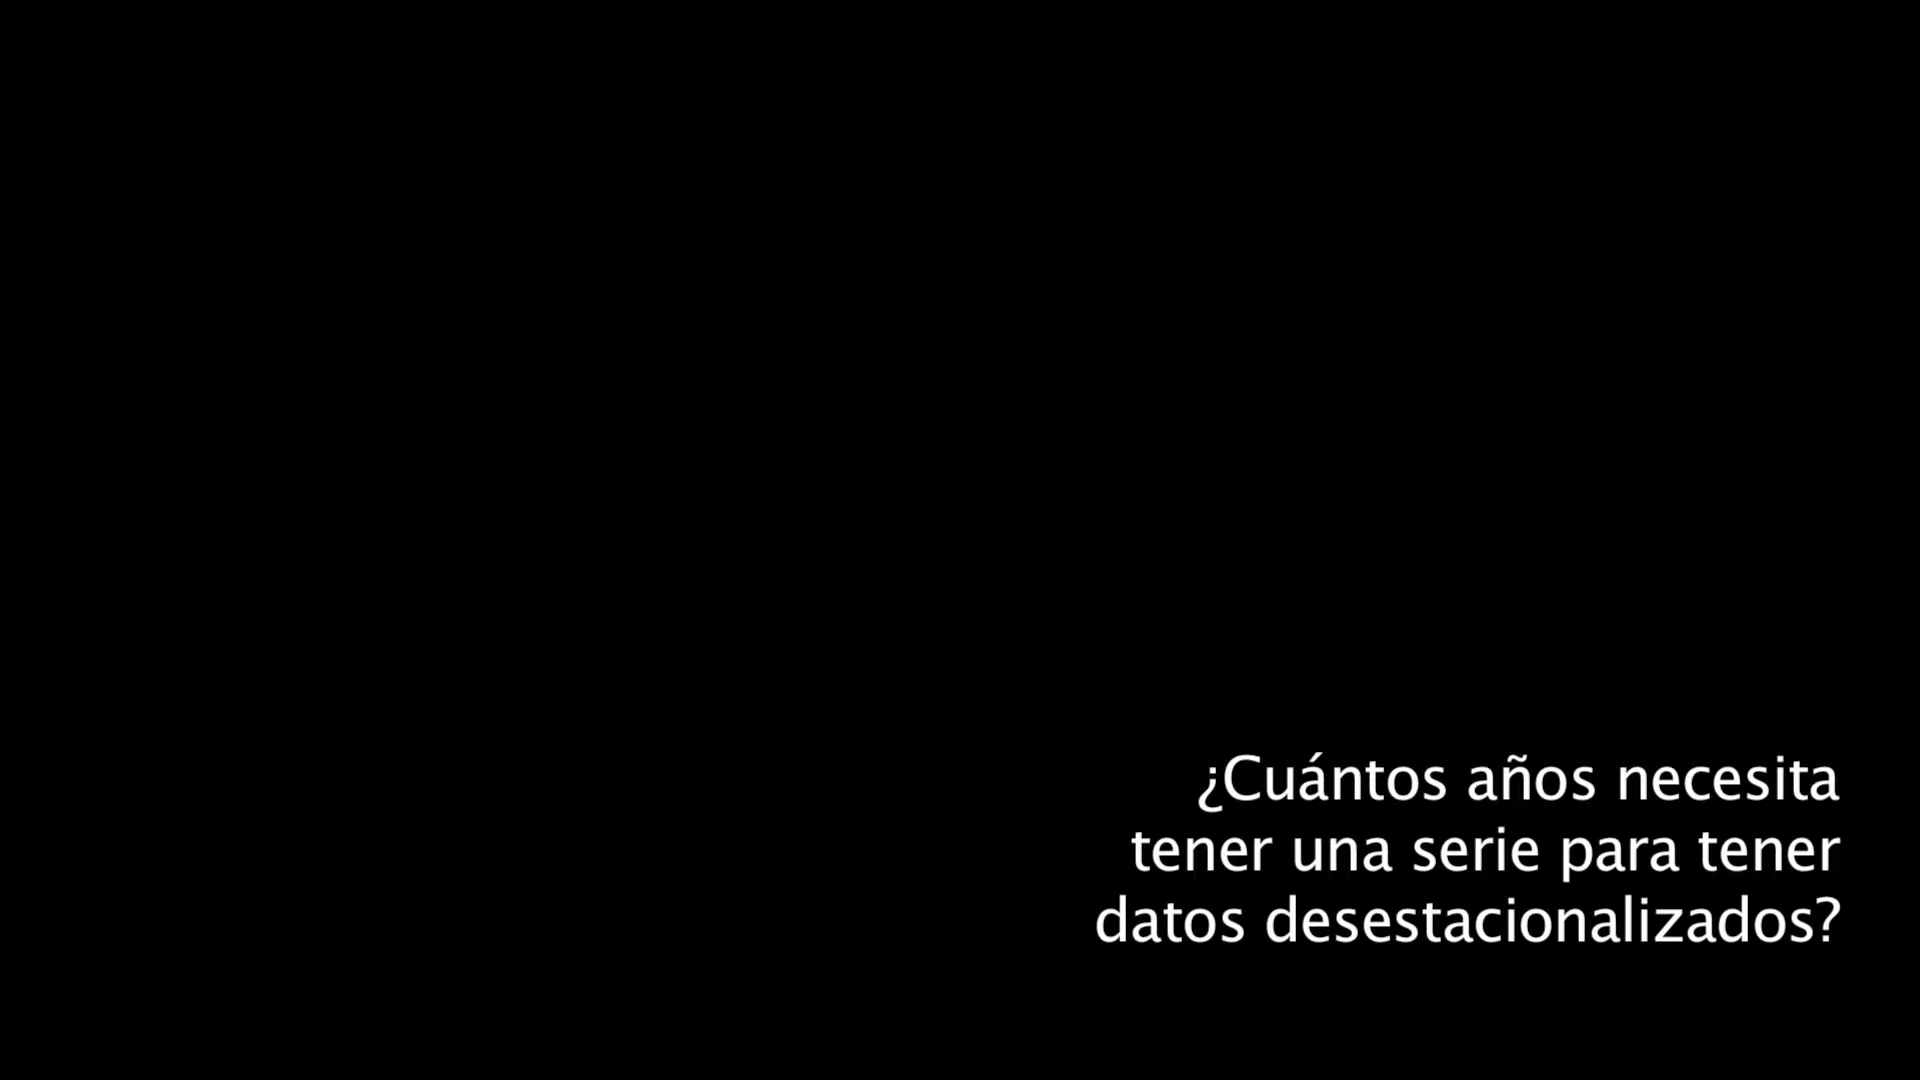 ¿Cuántos años necesita
tener una serie para tener
datos desestacionalizados?